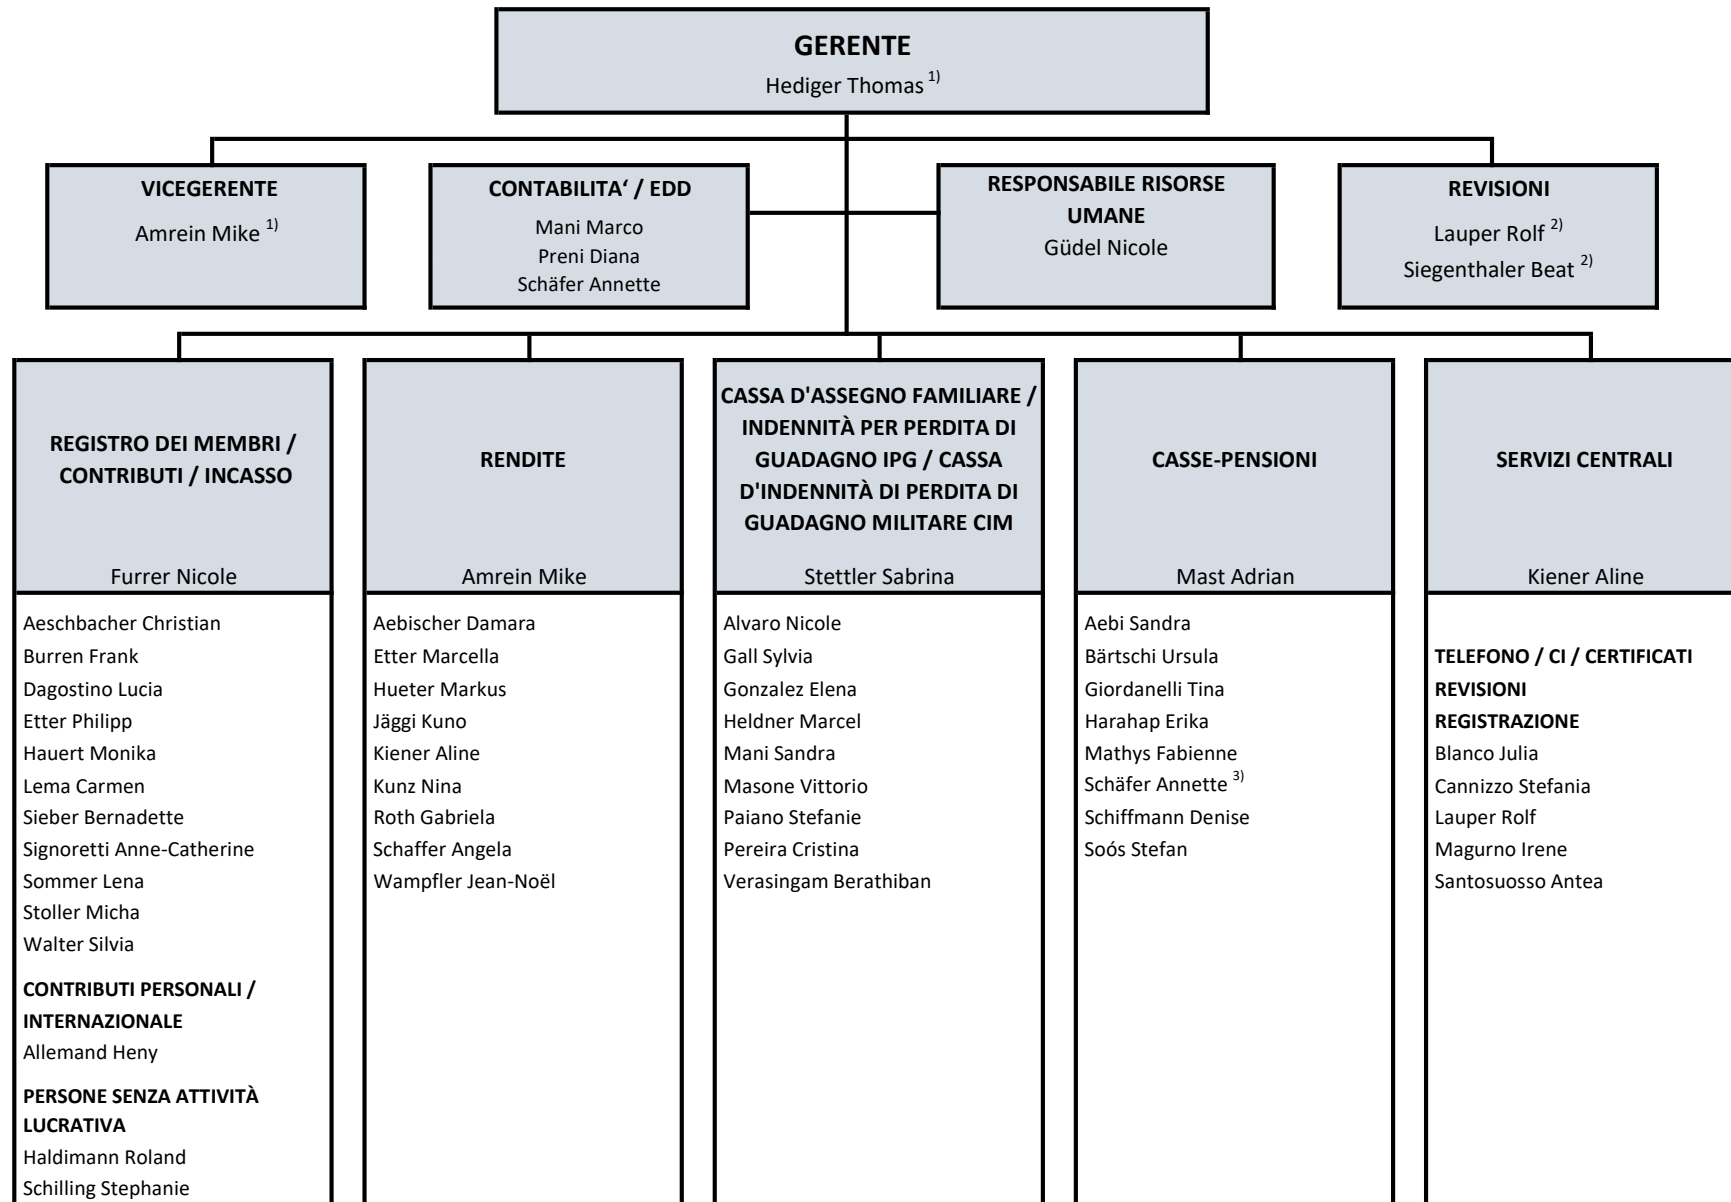 GERENTE
Hediger Thomas 1)
VICEGERENTE
Amrein Mike 1)
CONTABILITA‘ / EDD
Mani Marco
Preni Diana
Schäfer Annette
RESPONSABILE RISORSE
UMANE
Güdel Nicole
REVISIONI
Lauper Rolf 2)
Siegenthaler Beat 2)
REGISTRO DEI MEMBRI /
CONTRIBUTI / INCASSO
Furrer Nicole
Aeschbacher Christian
Burren Frank
Dagostino Lucia
Etter Philipp
Hauert Monika
Lema Carmen
Sieber Bernadette
Signoretti Anne-Catherine
Sommer Lena
Stoller Micha
Walter Silvia
CONTRIBUTI PERSONALI /
INTERNAZIONALE
Allemand Heny
PERSONE SENZA ATTIVITÀ
LUCRATIVA
Haldimann Roland
Schilling Stephanie
RENDITE
Amrein Mike
Aebischer Damara
Etter Marcella
Hueter Markus
Jäggi Kuno
Kiener Aline
Kunz Nina
Roth Gabriela
Schaffer Angela
Wampfler Jean-Noël
CASSA D'ASSEGNO FAMILIARE /
INDENNITÀ PER PERDITA DI
GUADAGNO IPG / CASSA
D'INDENNITÀ DI PERDITA DI
GUADAGNO MILITARE CIM
Stettler Sabrina
Alvaro Nicole
Gall Sylvia
Gonzalez Elena
Heldner Marcel
Mani Sandra
Masone Vittorio
Paiano Stefanie
Pereira Cristina
Verasingam Berathiban
CASSE-PENSIONI
Mast Adrian
Aebi Sandra
Bärtschi Ursula
Giordanelli Tina
Harahap Erika
Mathys Fabienne
Schäfer Annette 3)
Schiffmann Denise
Soós Stefan
SERVIZI CENTRALI
Kiener Aline
TELEFONO / CI / CERTIFICATI
REVISIONI
REGISTRAZIONE
Blanco Julia
Cannizzo Stefania
Lauper Rolf
Magurno Irene
Santosuosso Antea